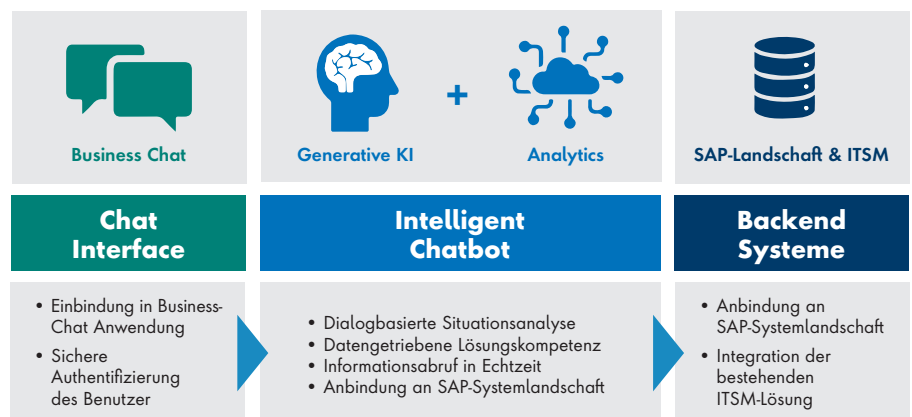 Business Chat
Generative KI
+
Analytics
SAP-Landschaft & ITSM
Chat
Interface
Intelligent
Chatbot
Backend
Systeme
• Einbindung in Business-
Chat Anwendung
• Sichere
Authentifizierung
des Benutzer
• Dialogbasierte Situationsanalyse
• Datengetriebene Lösungskompetenz
• Informationsabruf in Echtzeit
• Anbindung an SAP-Systemlandschaft
• Anbindung an
SAP-Systemlandschaft
• Integration der
bestehenden
ITSM-Lösung